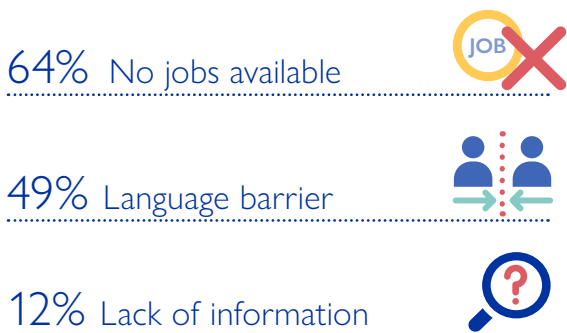 64% No jobs available
JOB
49% Language barrier
?
12% Lack of information